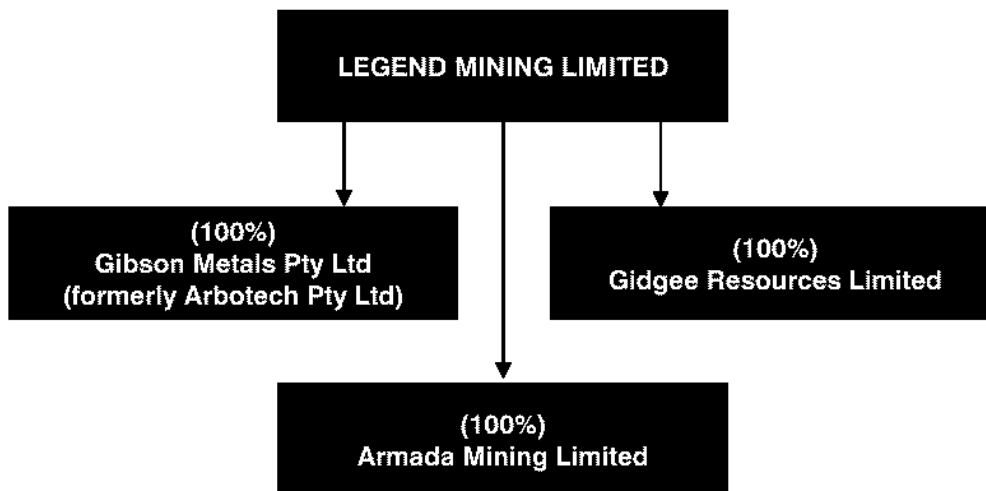 LEGEND MINING LIMITED
(100%)
Gibson Metals Pty Ltd
(formerly Arbotech Pty Ltd)
(100%)
Gidgee Resources Limited
(100%)
Armada Mining Limited